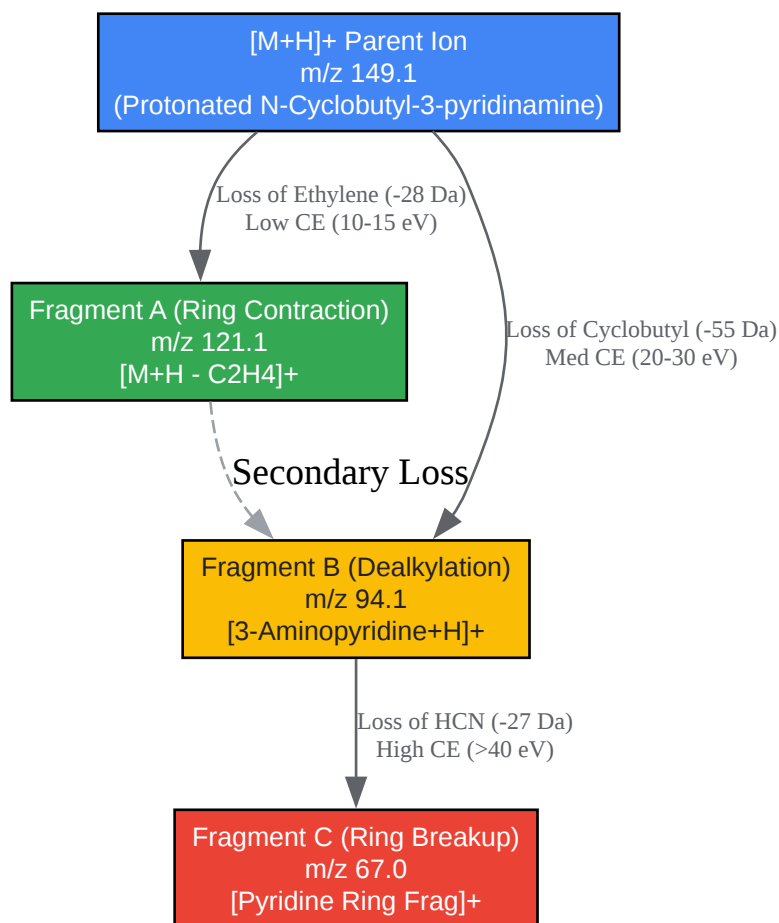 [M+H]+ Parent Ion
m/z 149.1
(Protonated N-Cyclobutyl-3-pyridinamine)
Loss of Ethylene (-28 Da)
Low CE (10-15 eV)
Fragment A (Ring Contraction)
m/z 121.1
[M+H - C2H4]+
Loss of Cyclobutyl (-55 Da)
Med CE (20-30 eV)
Secondary Loss
Fragment B (Dealkylation)
m/z 94.1
[3-Aminopyridine+H]+
Loss of HCN (-27 Da)
High CE (>40 eV)
Fragment C (Ring Breakup)
m/z 67.0
[Pyridine Ring Frag]+